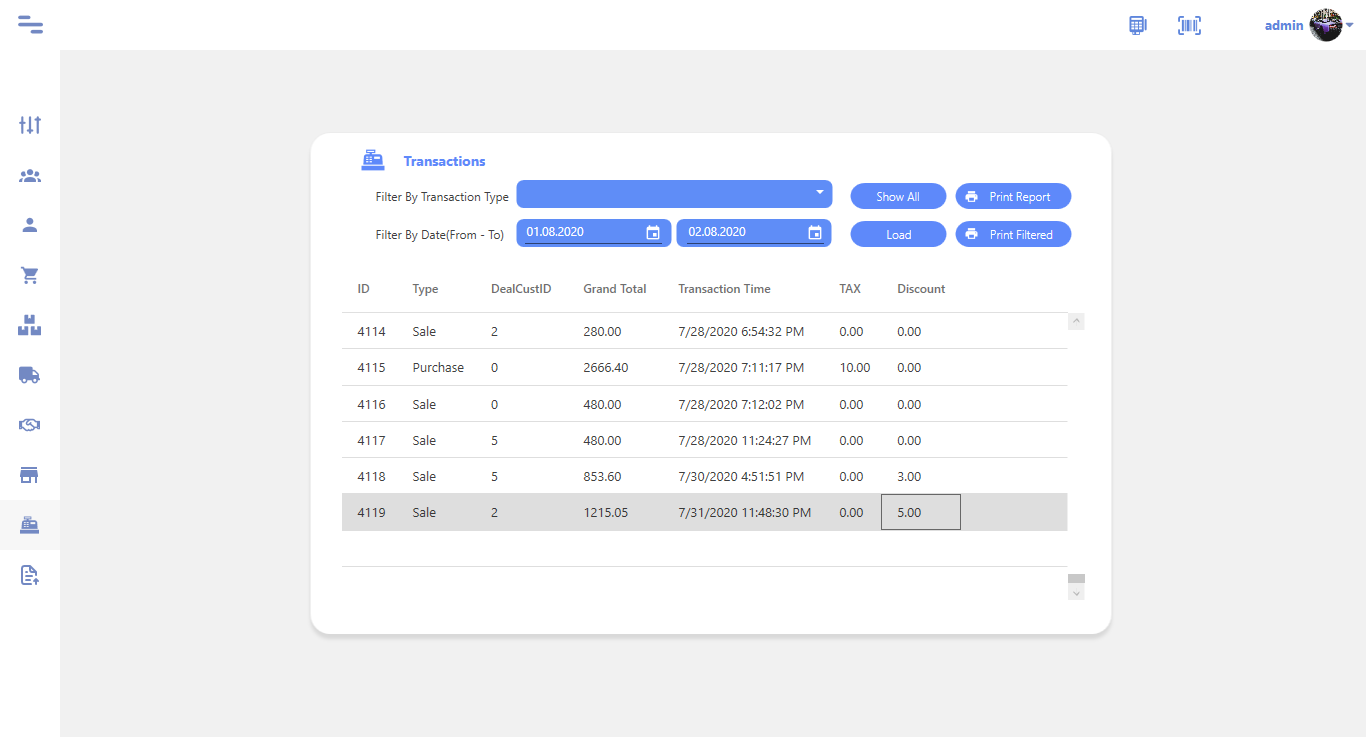 admin
Transactions
Filter By Transaction Type
Show All
Print Report
Filter By Date(From - To)
01.08.2020
02.08.2020
Load
Print Filtered
ID Type DealCustID Grand Total Transaction Time TAX Discount
4114 Sale 2 280.00 7/28/2020 6:54:32 PM 0.00 0.00
4115 Purchase 0 2666.40 7/28/2020 7:11:17 PM 10.00 0.00
4116 Sale 0 480.00 7/28/2020 7:12:02 PM 0.00 0.00
4117 Sale 5 480.00 7/28/2020 11:24:27 PM 0.00 0.00
4118 Sale 5 853.60 7/30/2020 4:51:51 PM 0.00 3.00
4119 Sale 2 1215.05 7/31/2020 11:48:30 PM 0.00 5.00